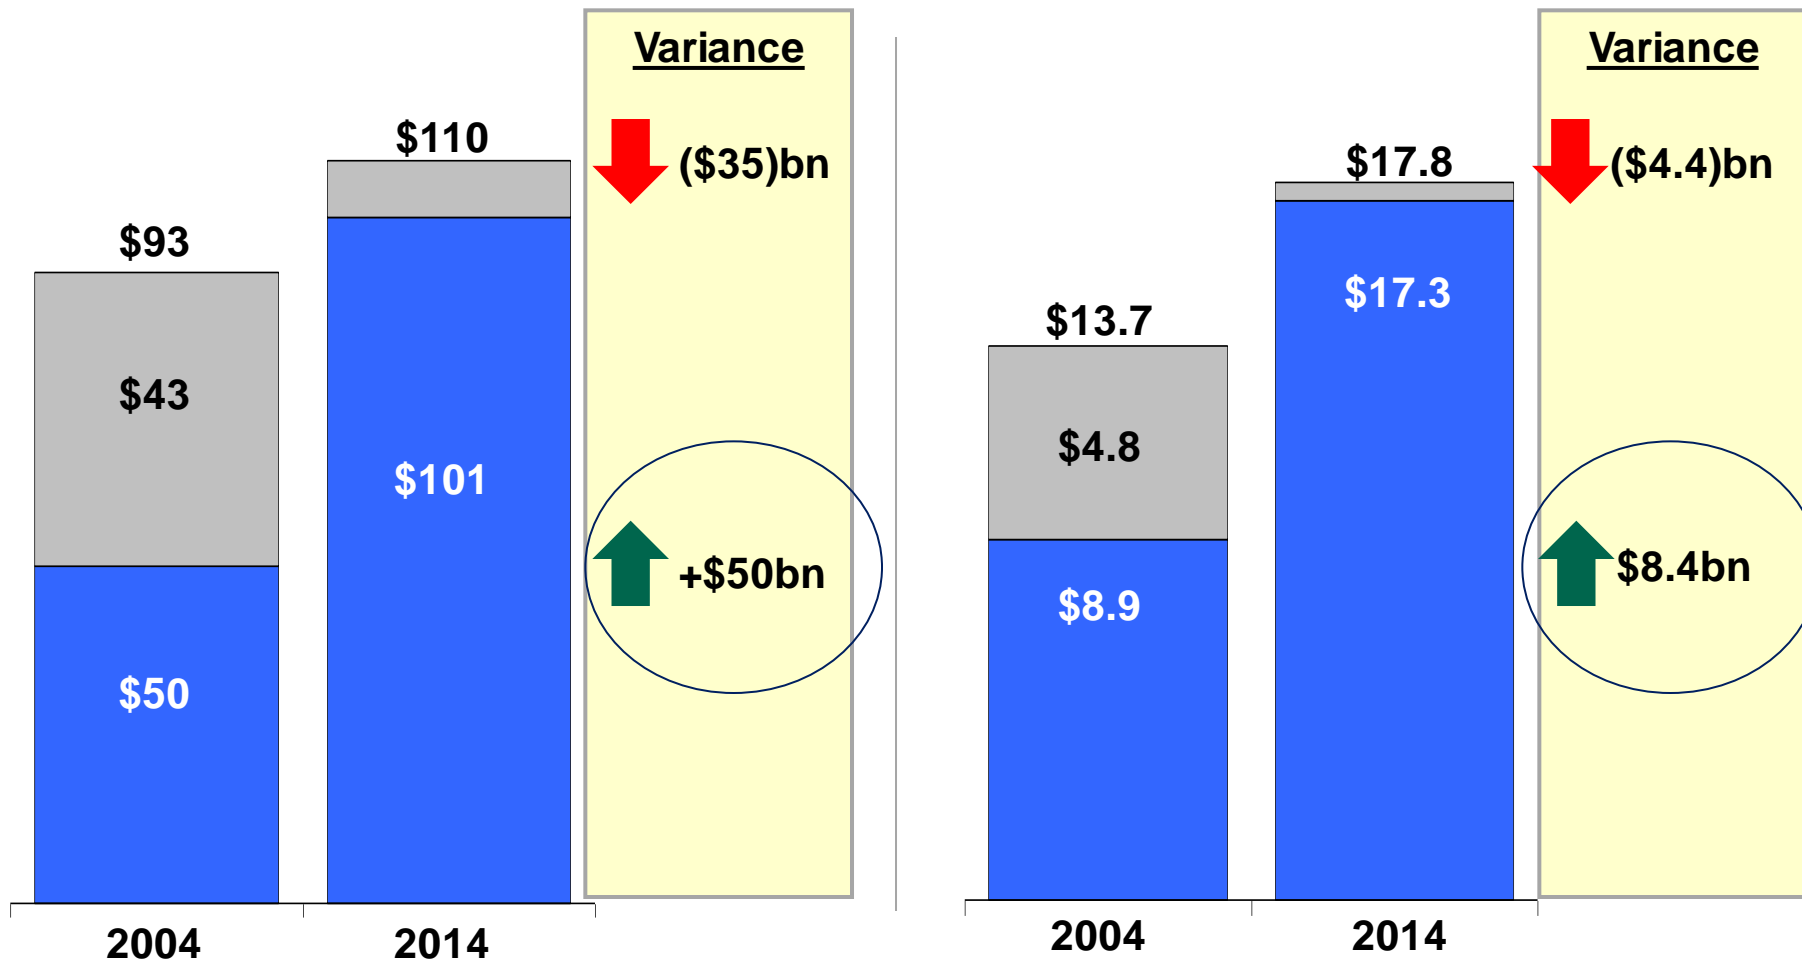 Variance
$110
($35)bn
$93
$43
$101
+$50bn
$50
2004
2014
Variance
$17.8
($4.4)bn
$17.3
$13.7
$4.8
$8.4bn
$8.9
2004
2014